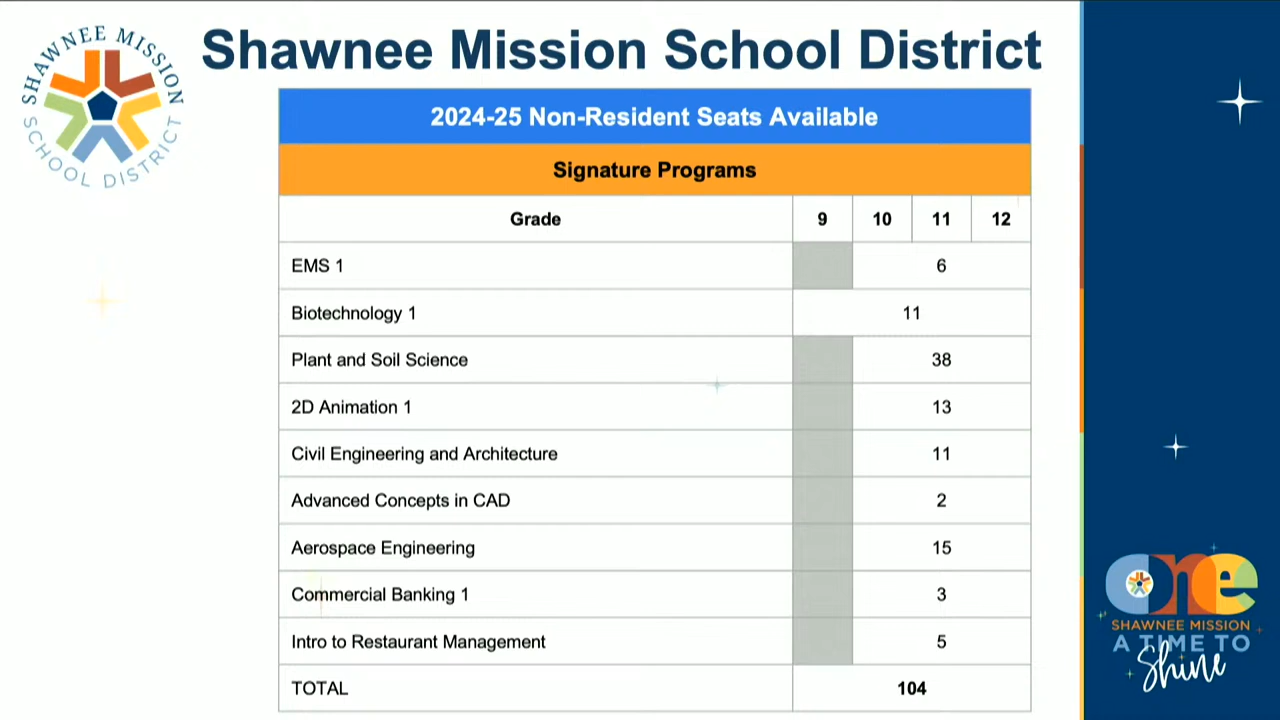 SHAWNEE MISSION
SCHOOL DISTRICT
Shawnee Mission School District
2024-25 Non-Resident Seats Available
Signature Programs
Grade 9 10 11 12
EMS 1 6
Biotechnology 1 11
Plant and Soil Science 38
2D Animation 1 13
Civil Engineering and Architecture 11
Advanced Concepts in CAD 2
Aerospace Engineering 15
Commercial Banking 1 3
Intro to Restaurant Management 5
TOTAL 104
one
SHAWNEE MISSION
A TIME TO
Shine